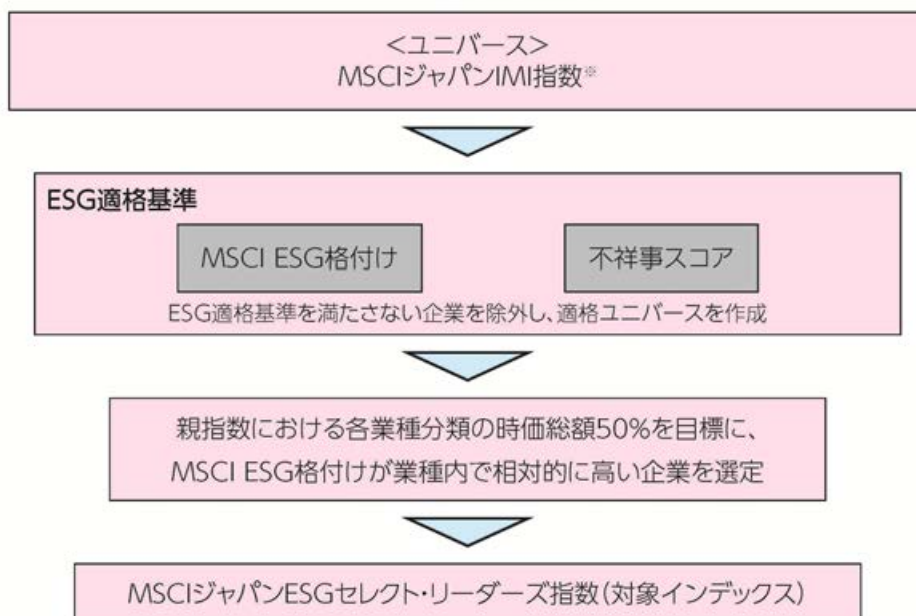 <ユニバース>
MSCIジャパンIMI指数※
ESG適格基準
MSCI ESG格付け
不祥事スコア
ESG適格基準を満たさない企業を除外し、適格ユニバースを作成
親指数における各業種分類の時価総額50%を目標に、
MSCI ESG格付けが業種内で相対的に高い企業を選定
MSCIジャパンESGセレクト・リーダーズ指数(対象インデックス)